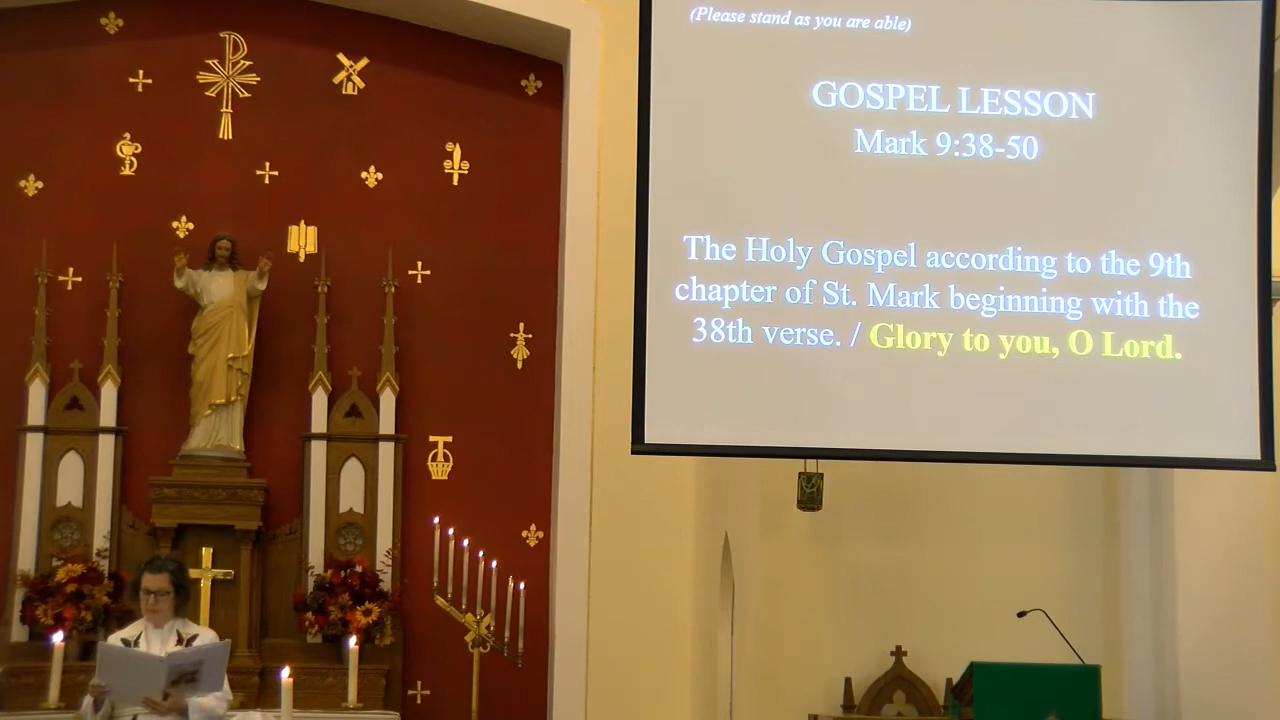 (Please stand as you are able)
GOSPEL LESSON
Mark 9:38-50
The Holy Gospel according to the 9th
chapter of St. Mark beginning with the
38th verse. / Glory to you, O Lord.